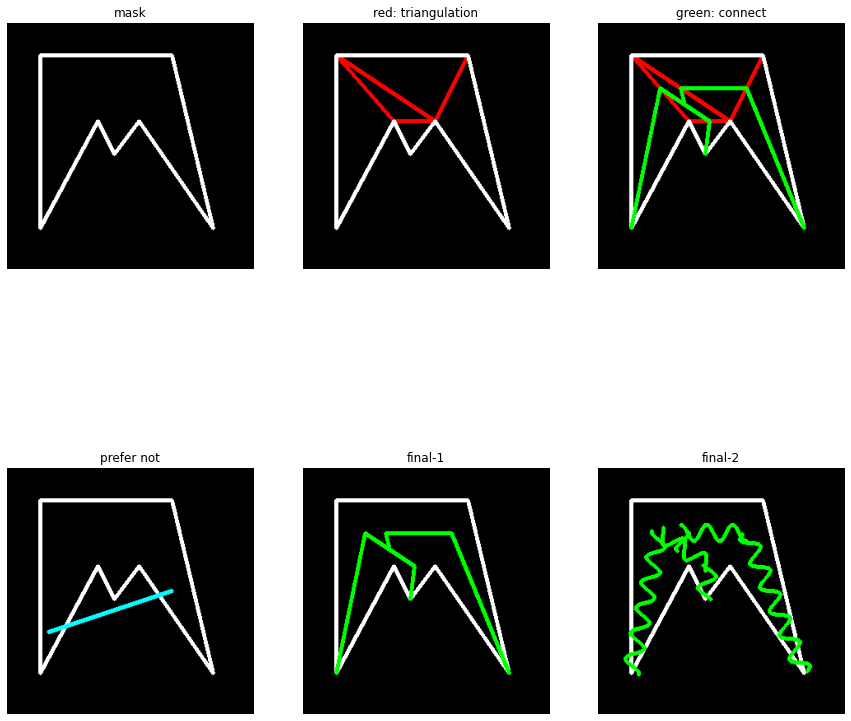 mask
red: triangulation
green: connect
prefer not
final-1
final-2